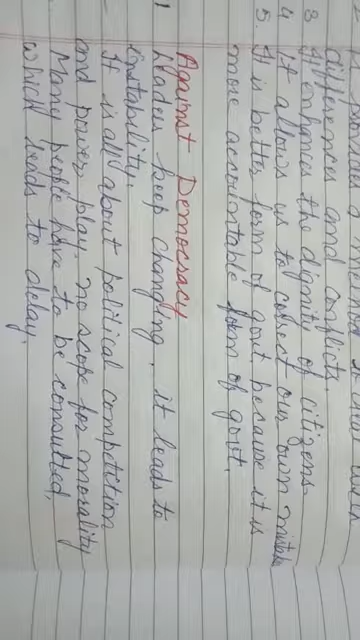 differences and conflicts.
3 It enhances the dignity of citizens.
4 It allows us to correct our own mistakes
5. It is better form of govt. because it is
more accountable form of govt.
Against Democracy
1 leaders keep changing. it leads to
instability.
It is all about political competition
and power play. no scope for morality
Many people have to be consulted,
which leads to delay.